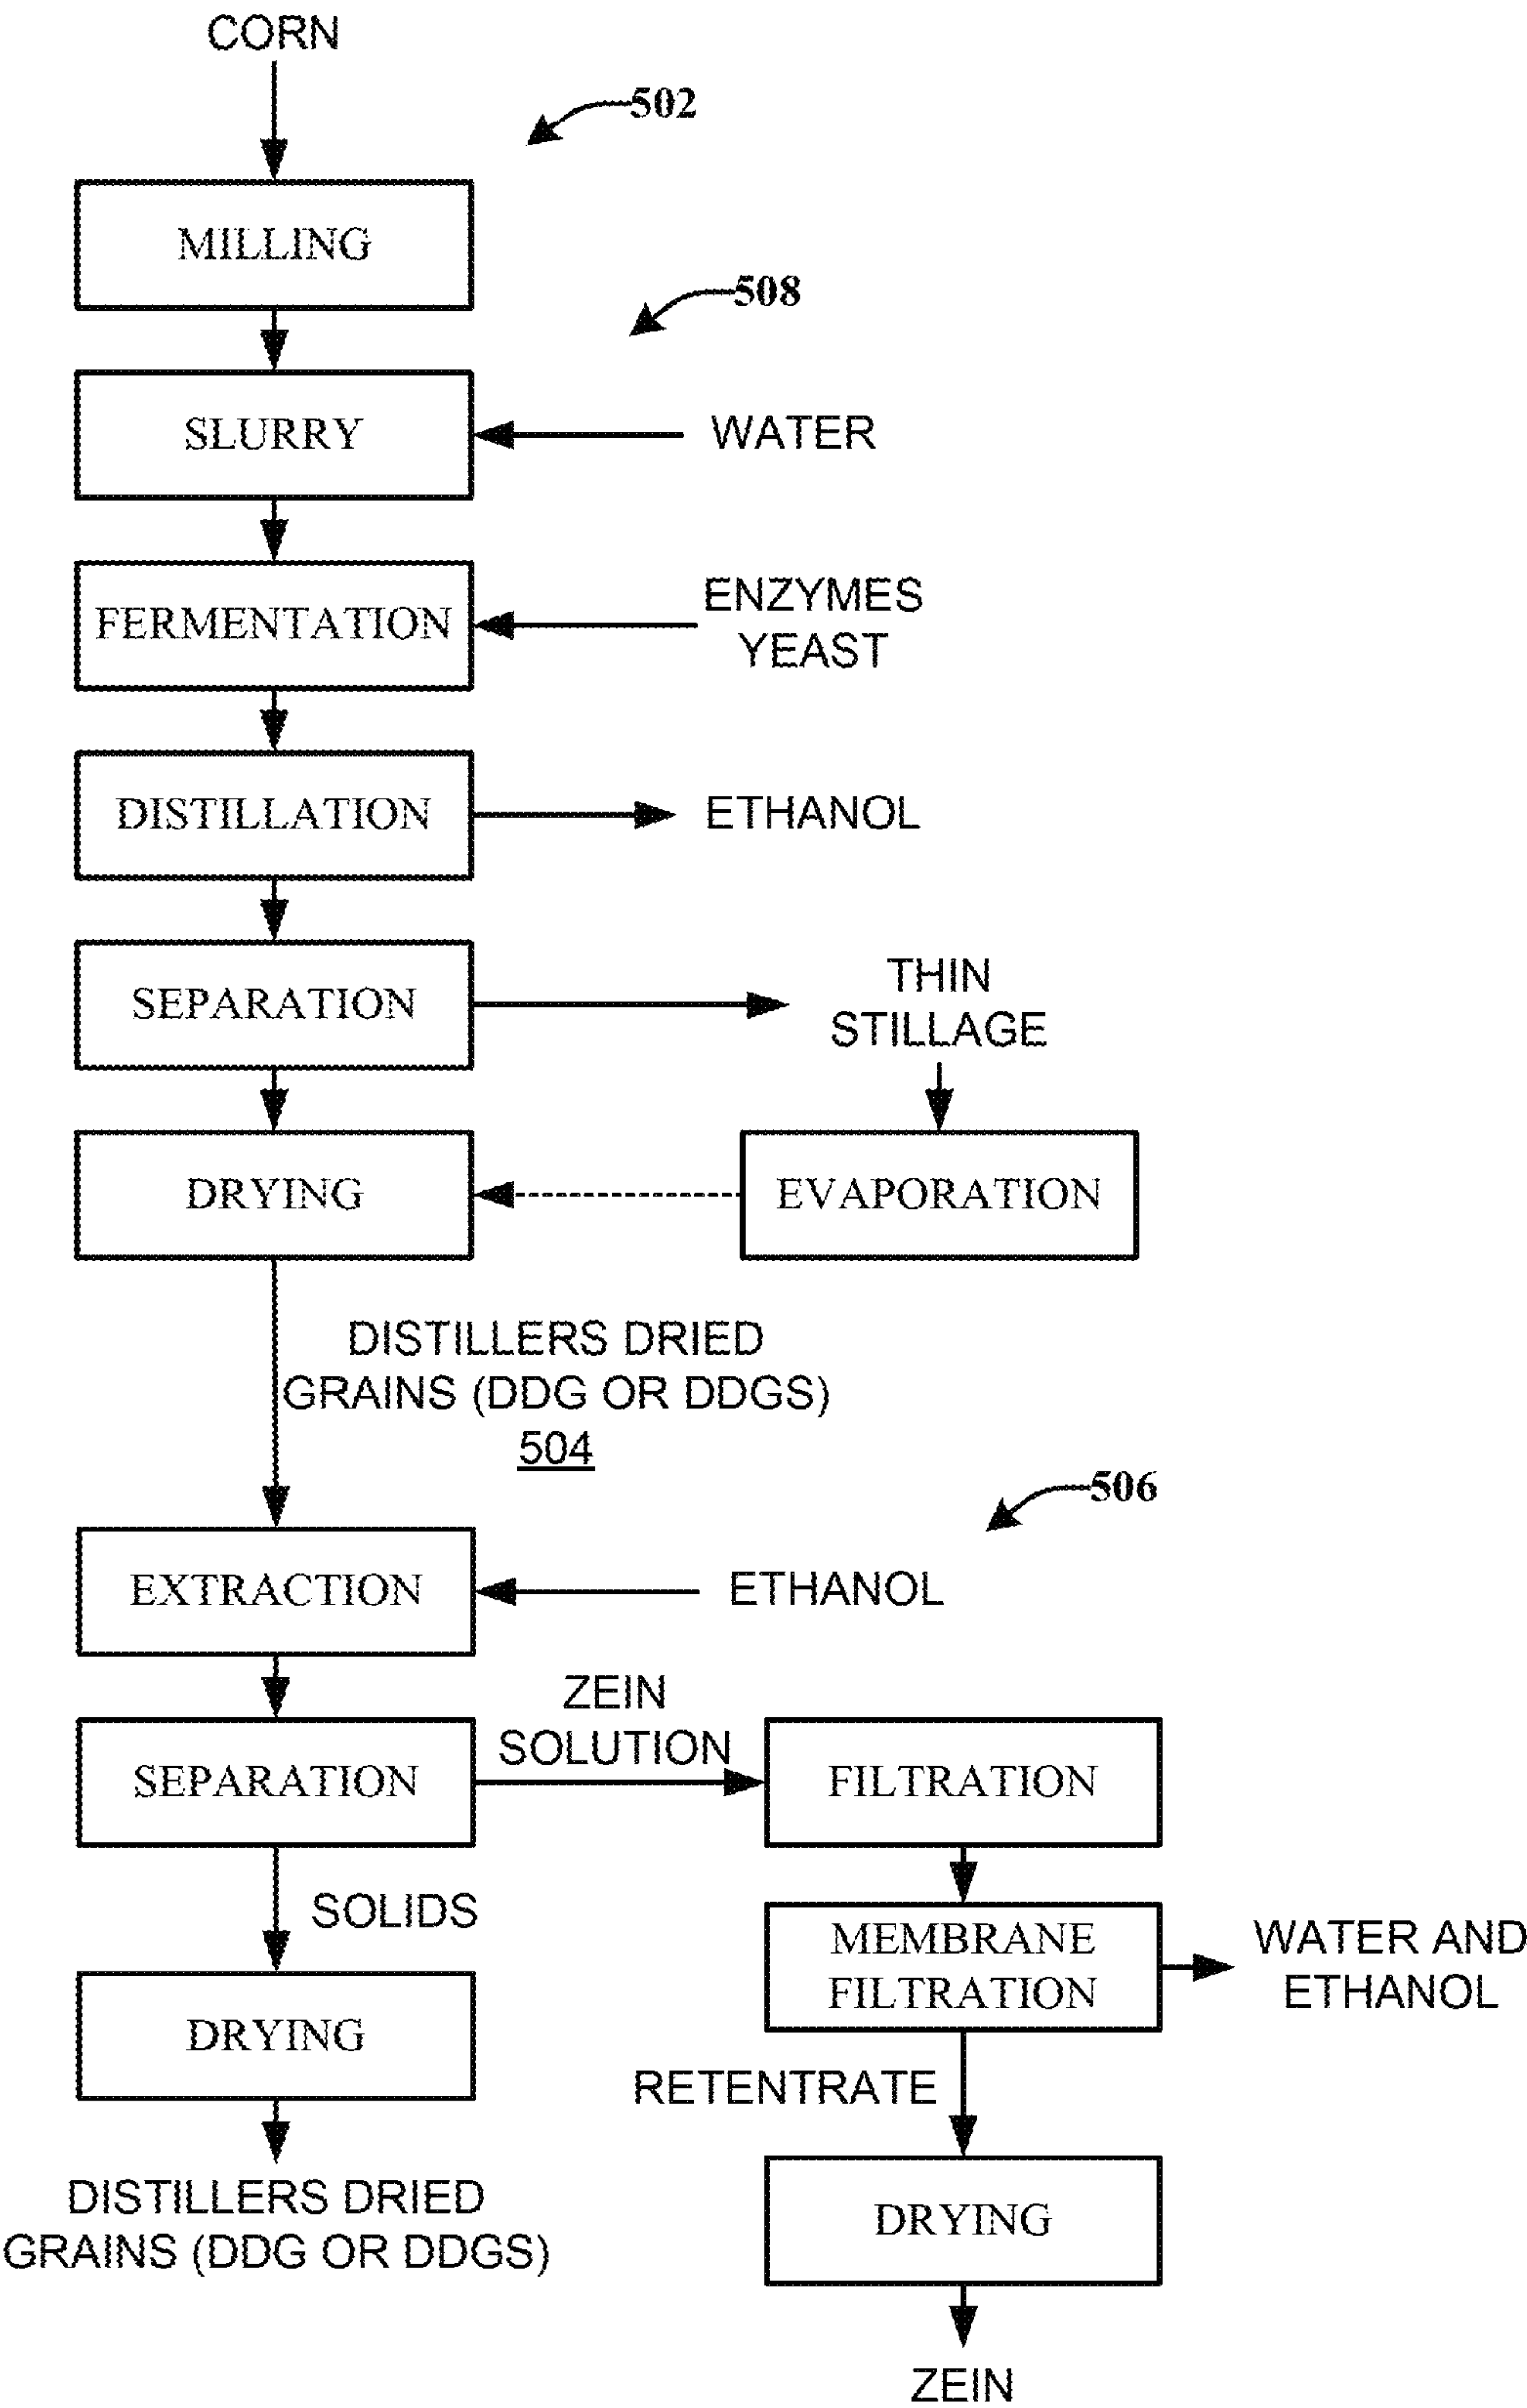 CORN
502
MILLING
508
SLURRY
WATER
FERMENTATION
ENZYMES
YEAST
DISTILLATION
ETHANOL
SEPARATION
THIN
STILLAGE
DRYING
EVAPORATION
DISTILLERS DRIED
GRAINS (DDG OR DDGS)
504
506
EXTRACTION
ETHANOL
ZEIN
SOLUTION
SEPARATION
FILTRATION
SOLIDS
MEMBRANE
FILTRATION
WATER AND
ETHANOL
DRYING
RETENTRATE
DISTILLERS DRIED
GRAINS (DDG OR DDGS)
DRYING
ZEIN